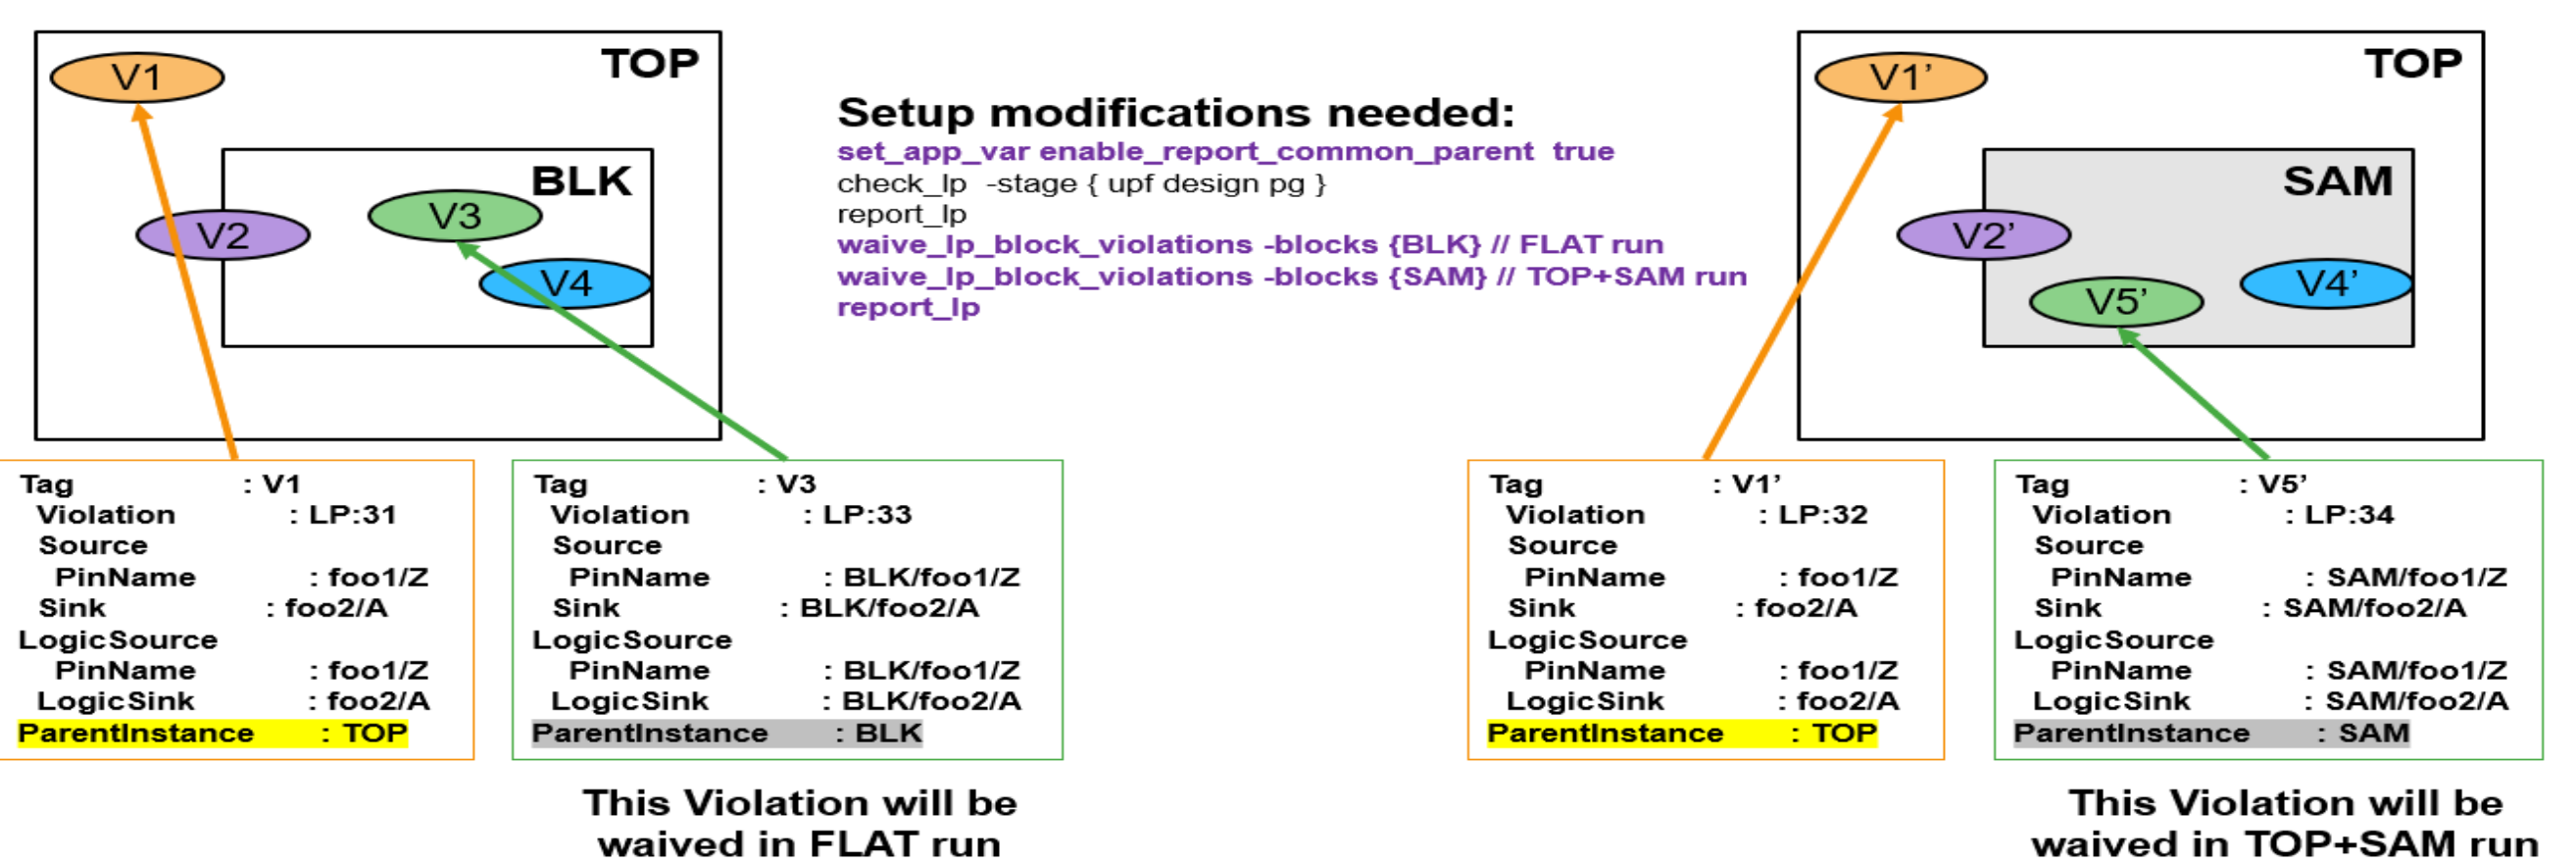 TOP
V1
BLK
V3
V2
V4
Setup modifications needed:
set_app_var enable_report_common_parent true
check_lp -stage { upf design pg }
report_lp
waive_lp_block_violations -blocks {BLK} // FLAT run
waive_lp_block_violations -blocks {SAM} // TOP+SAM run
report_lp
TOP
V1’
SAM
V2’
V4’
V5’
Tag : V1
Violation : LP:31
Source
PinName : foo1/Z
Sink : foo2/A
LogicSource
PinName : foo1/Z
LogicSink : foo2/A
ParentInstance : TOP
Tag : V3
Violation : LP:33
Source
PinName : BLK/foo1/Z
Sink : BLK/foo2/A
LogicSource
PinName : BLK/foo1/Z
LogicSink : BLK/foo2/A
ParentInstance : BLK
This Violation will be
waived in FLAT run
Tag : V1’
Violation : LP:32
Source
PinName : foo1/Z
Sink : foo2/A
LogicSource
PinName : foo1/Z
LogicSink : foo2/A
ParentInstance : TOP
Tag : V5’
Violation : LP:34
Source
PinName : SAM/foo1/Z
Sink : SAM/foo2/A
LogicSource
PinName : SAM/foo1/Z
LogicSink : SAM/foo2/A
ParentInstance : SAM
This Violation will be
waived in TOP+SAM run